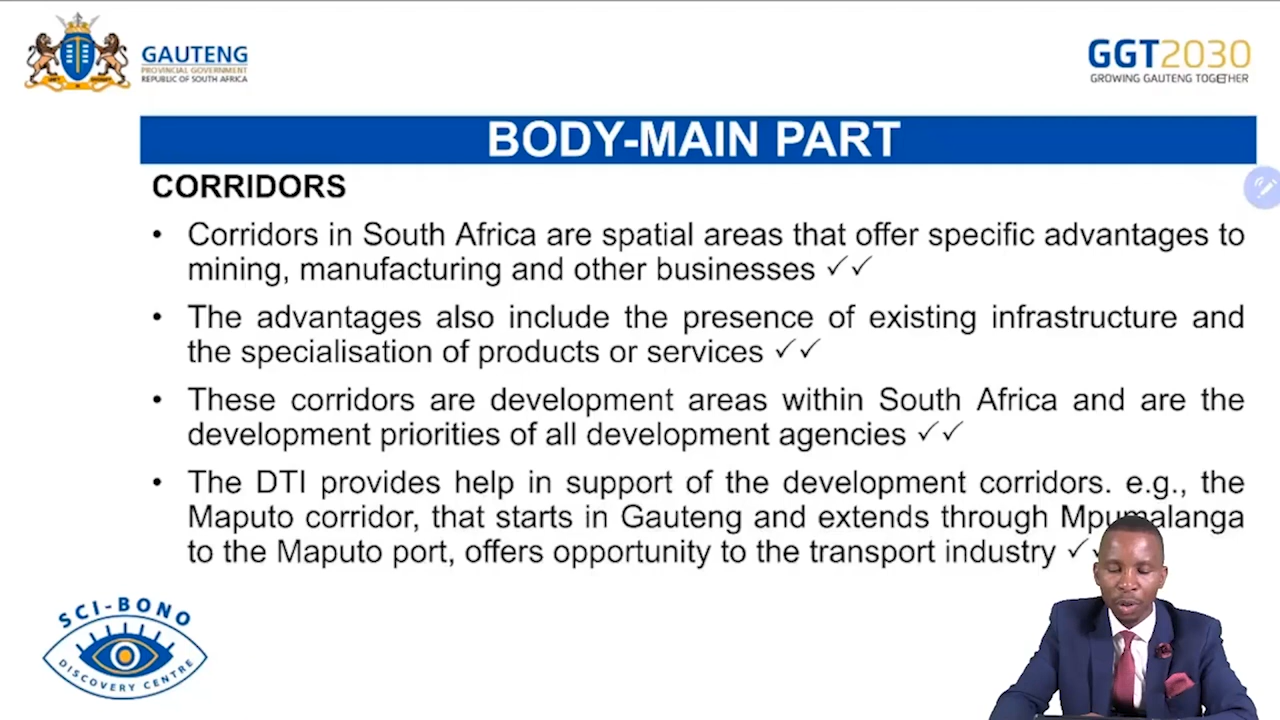 GAUTENG
PROVINCIAL GOVERNMENT
REPUBLIC OF SOUTH AFRICA
GGT2030
GROWING GAUTENG TOGETHER
BODY-MAIN PART
CORRIDORS
• Corridors in South Africa are spatial areas that offer specific advantages to
mining, manufacturing and other businesses ✓✓
• The advantages also include the presence of existing infrastructure and
the specialisation of products or services ✓✓
• These corridors are development areas within South Africa and are the
development priorities of all development agencies ✓✓
• The DTI provides help in support of the development corridors. e.g., the
Maputo corridor, that starts in Gauteng and extends through Mpumalanga
to the Maputo port, offers opportunity to the transport industry ✓✓
SCI-BONO
DISCOVERY CENTRE